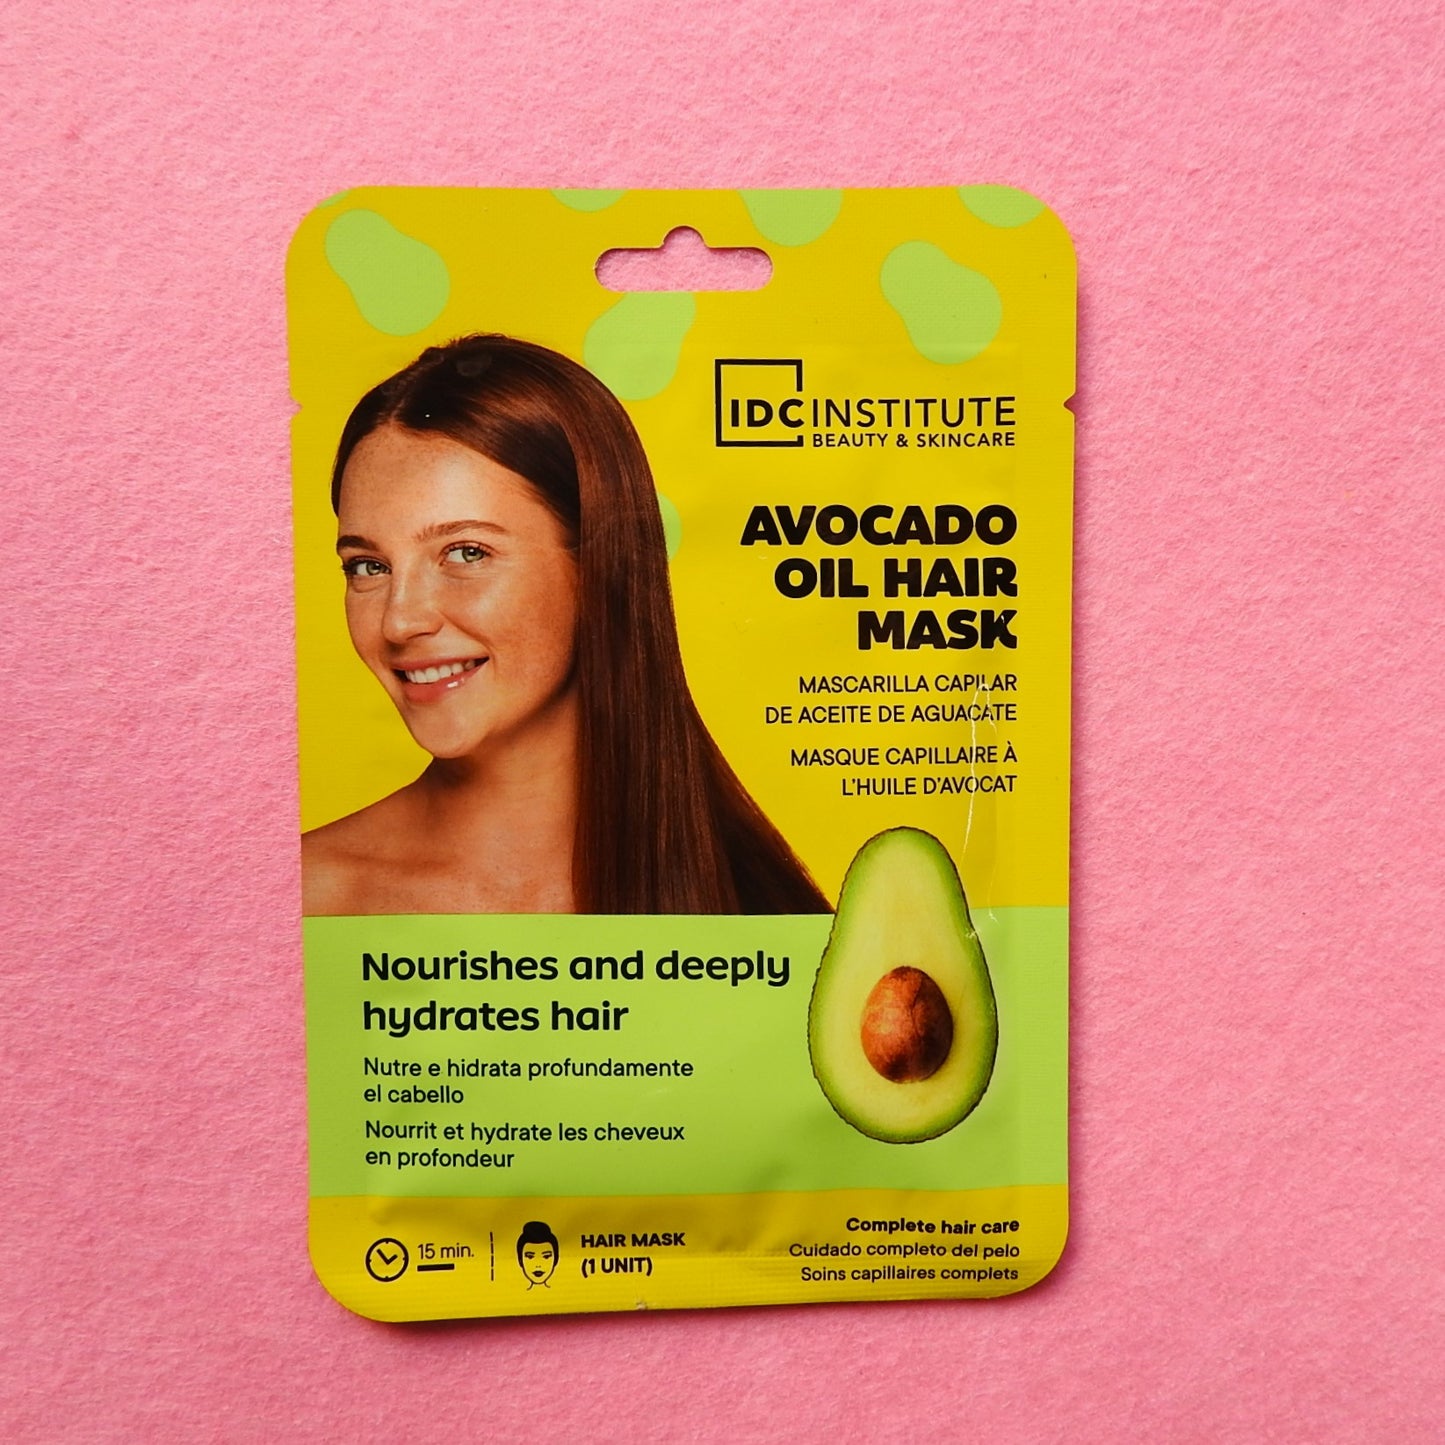 IDC INSTITUTE
BEAUTY & SKINCARE
AVOCADO
OIL HAIR
MASK
MASCARILLA CAPILAR
DE ACEITE DE AGUACATE
MASQUE CAPILLAIRE À
L'HUILE D'AVOCAT
Nourishes and deeply
hydrates hair
Nutre e hidrata profundamente
el cabello
Nourrit et hydrate les cheveux
en profondeur
15 min.
HAIR MASK
(1 UNIT)
Complete hair care
Cuidado completo del pelo
Soins capillaires complets